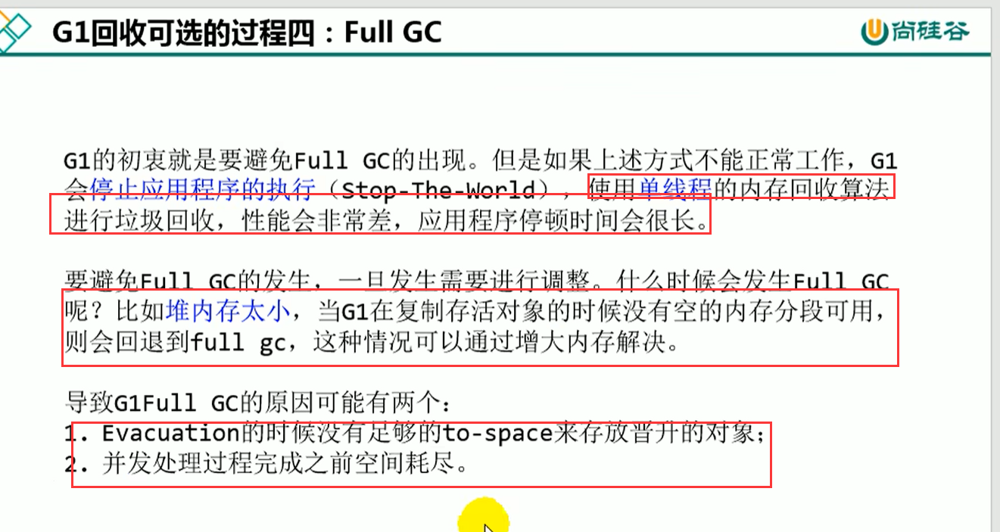 G1回收可选的过程四：Full GC
尚硅谷
G1的初衷就是要避免Full GC的出现。但是如果上述方式不能正常工作，G1
会停止应用程序的执行（Stop-The-World），使用单线程的内存回收算法
进行垃圾回收，性能会非常差，应用程序停顿时间会很长。
要避免Full GC的发生，一旦发生需要进行调整。什么时候会发生Full GC
呢？比如堆内存太小，当G1在复制存活对象的时候没有空的内存分段可用，
则会回退到full gc，这种情况可以通过增大内存解决。
导致G1Full GC的原因可能有两个：
1. Evacuation的时候没有足够的to-space来存放晋升的对象；
2. 并发处理过程完成之前空间耗尽。